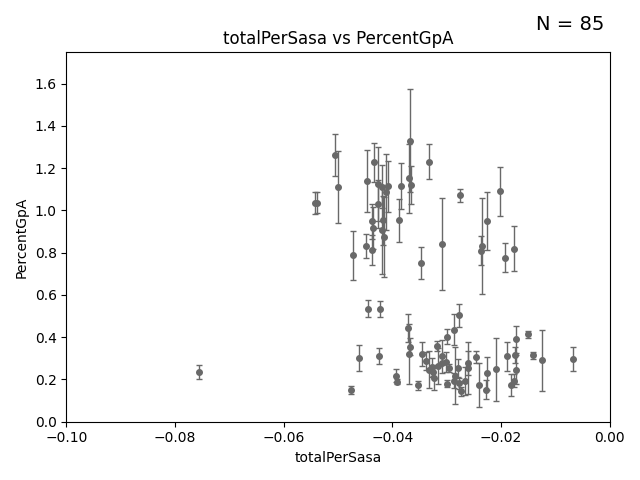 N = 85
totalPerSasa vs PercentGpA
PercentGpA
1.6
1.4
1.2
1.0
0.8
0.6
0.4
0.2
0.0
−0.10 −0.08 −0.06 −0.04 −0.02 0.00
totalPerSasa